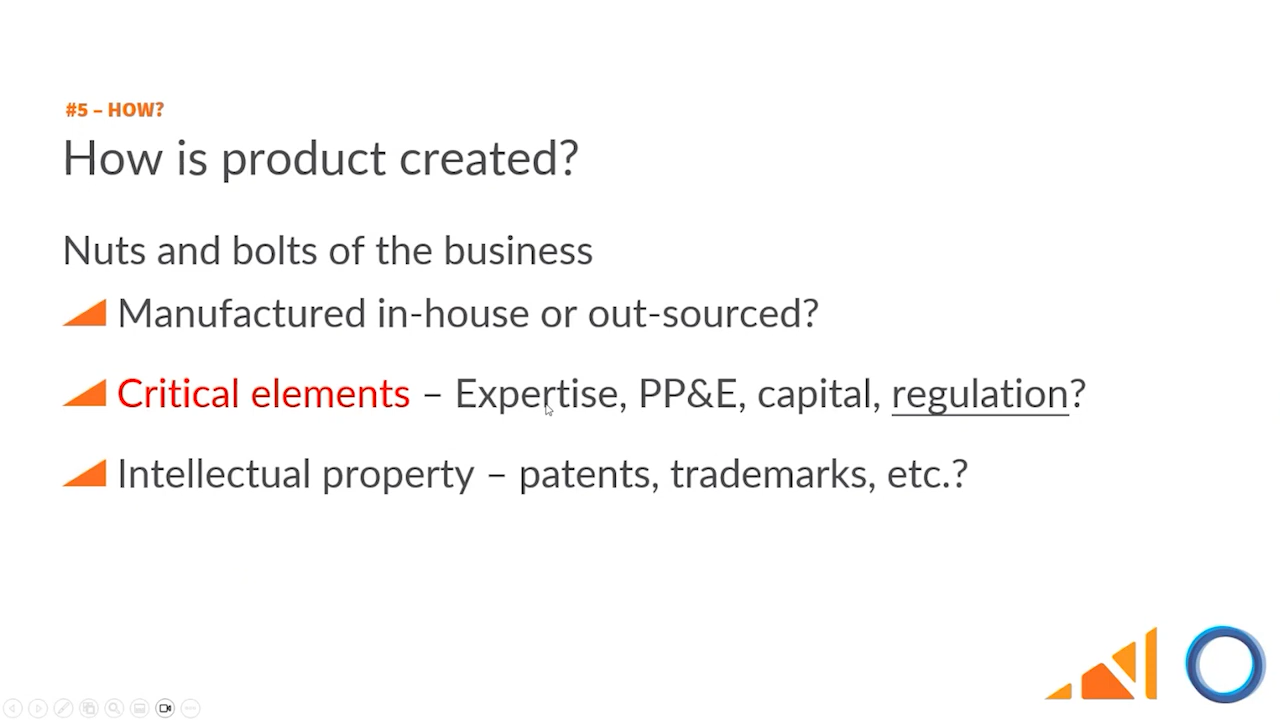 #5 – HOW?
How is product created?
Nuts and bolts of the business
Manufactured in-house or out-sourced?
Critical elements – Expertise, PP&E, capital, regulation?
Intellectual property – patents, trademarks, etc.?